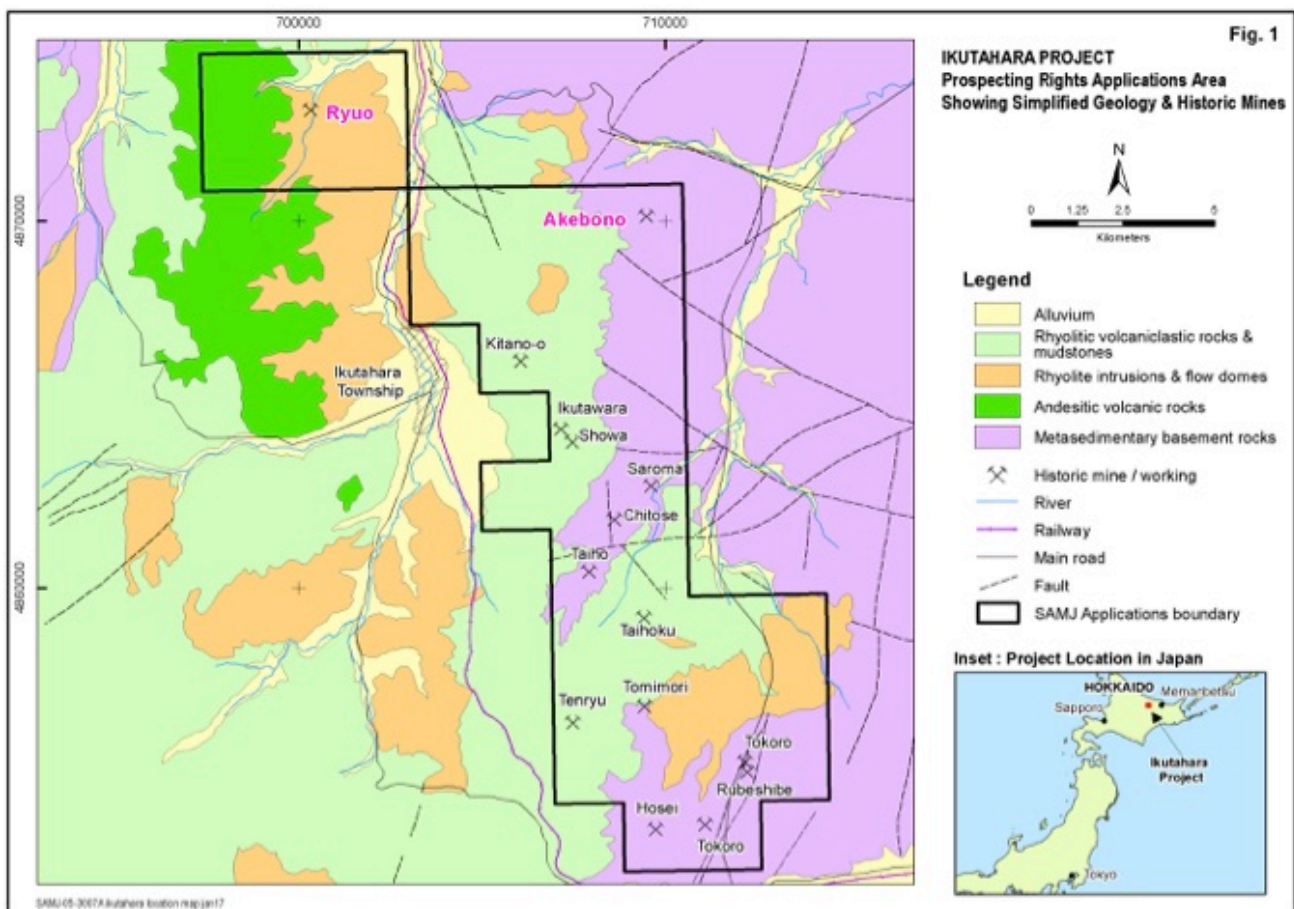 700000
710000
Fig. 1
IKUTAHARA PROJECT
Prospecting Rights Applications Area
Showing Simplified Geology & Historic Mines
N
0 1.25 2.5 5
Kilometers
Legend
Alluvium
Rhyolitic volcaniclastic rocks &
mudstones
Rhyolite intrusions & flow domes
Andesitic volcanic rocks
Metasedimentary basement rocks
Historic mine / working
River
Railway
Main road
Fault
SAMJ Applications boundary
Inset : Project Location in Japan
HOKKAIDO
Memanbetsu
Sapporo
Ikutahara
Project
Tokyo
4870000
4860000
Ryuo
Akebono
Kitano-o
Ikutahara
Township
Ikutawara
Showa
Saroma
Chitose
Taiho
Taihoku
Tomimori
Tenryu
Tokoro
Rubeshibe
Hosei
Tokoro
location map jan17